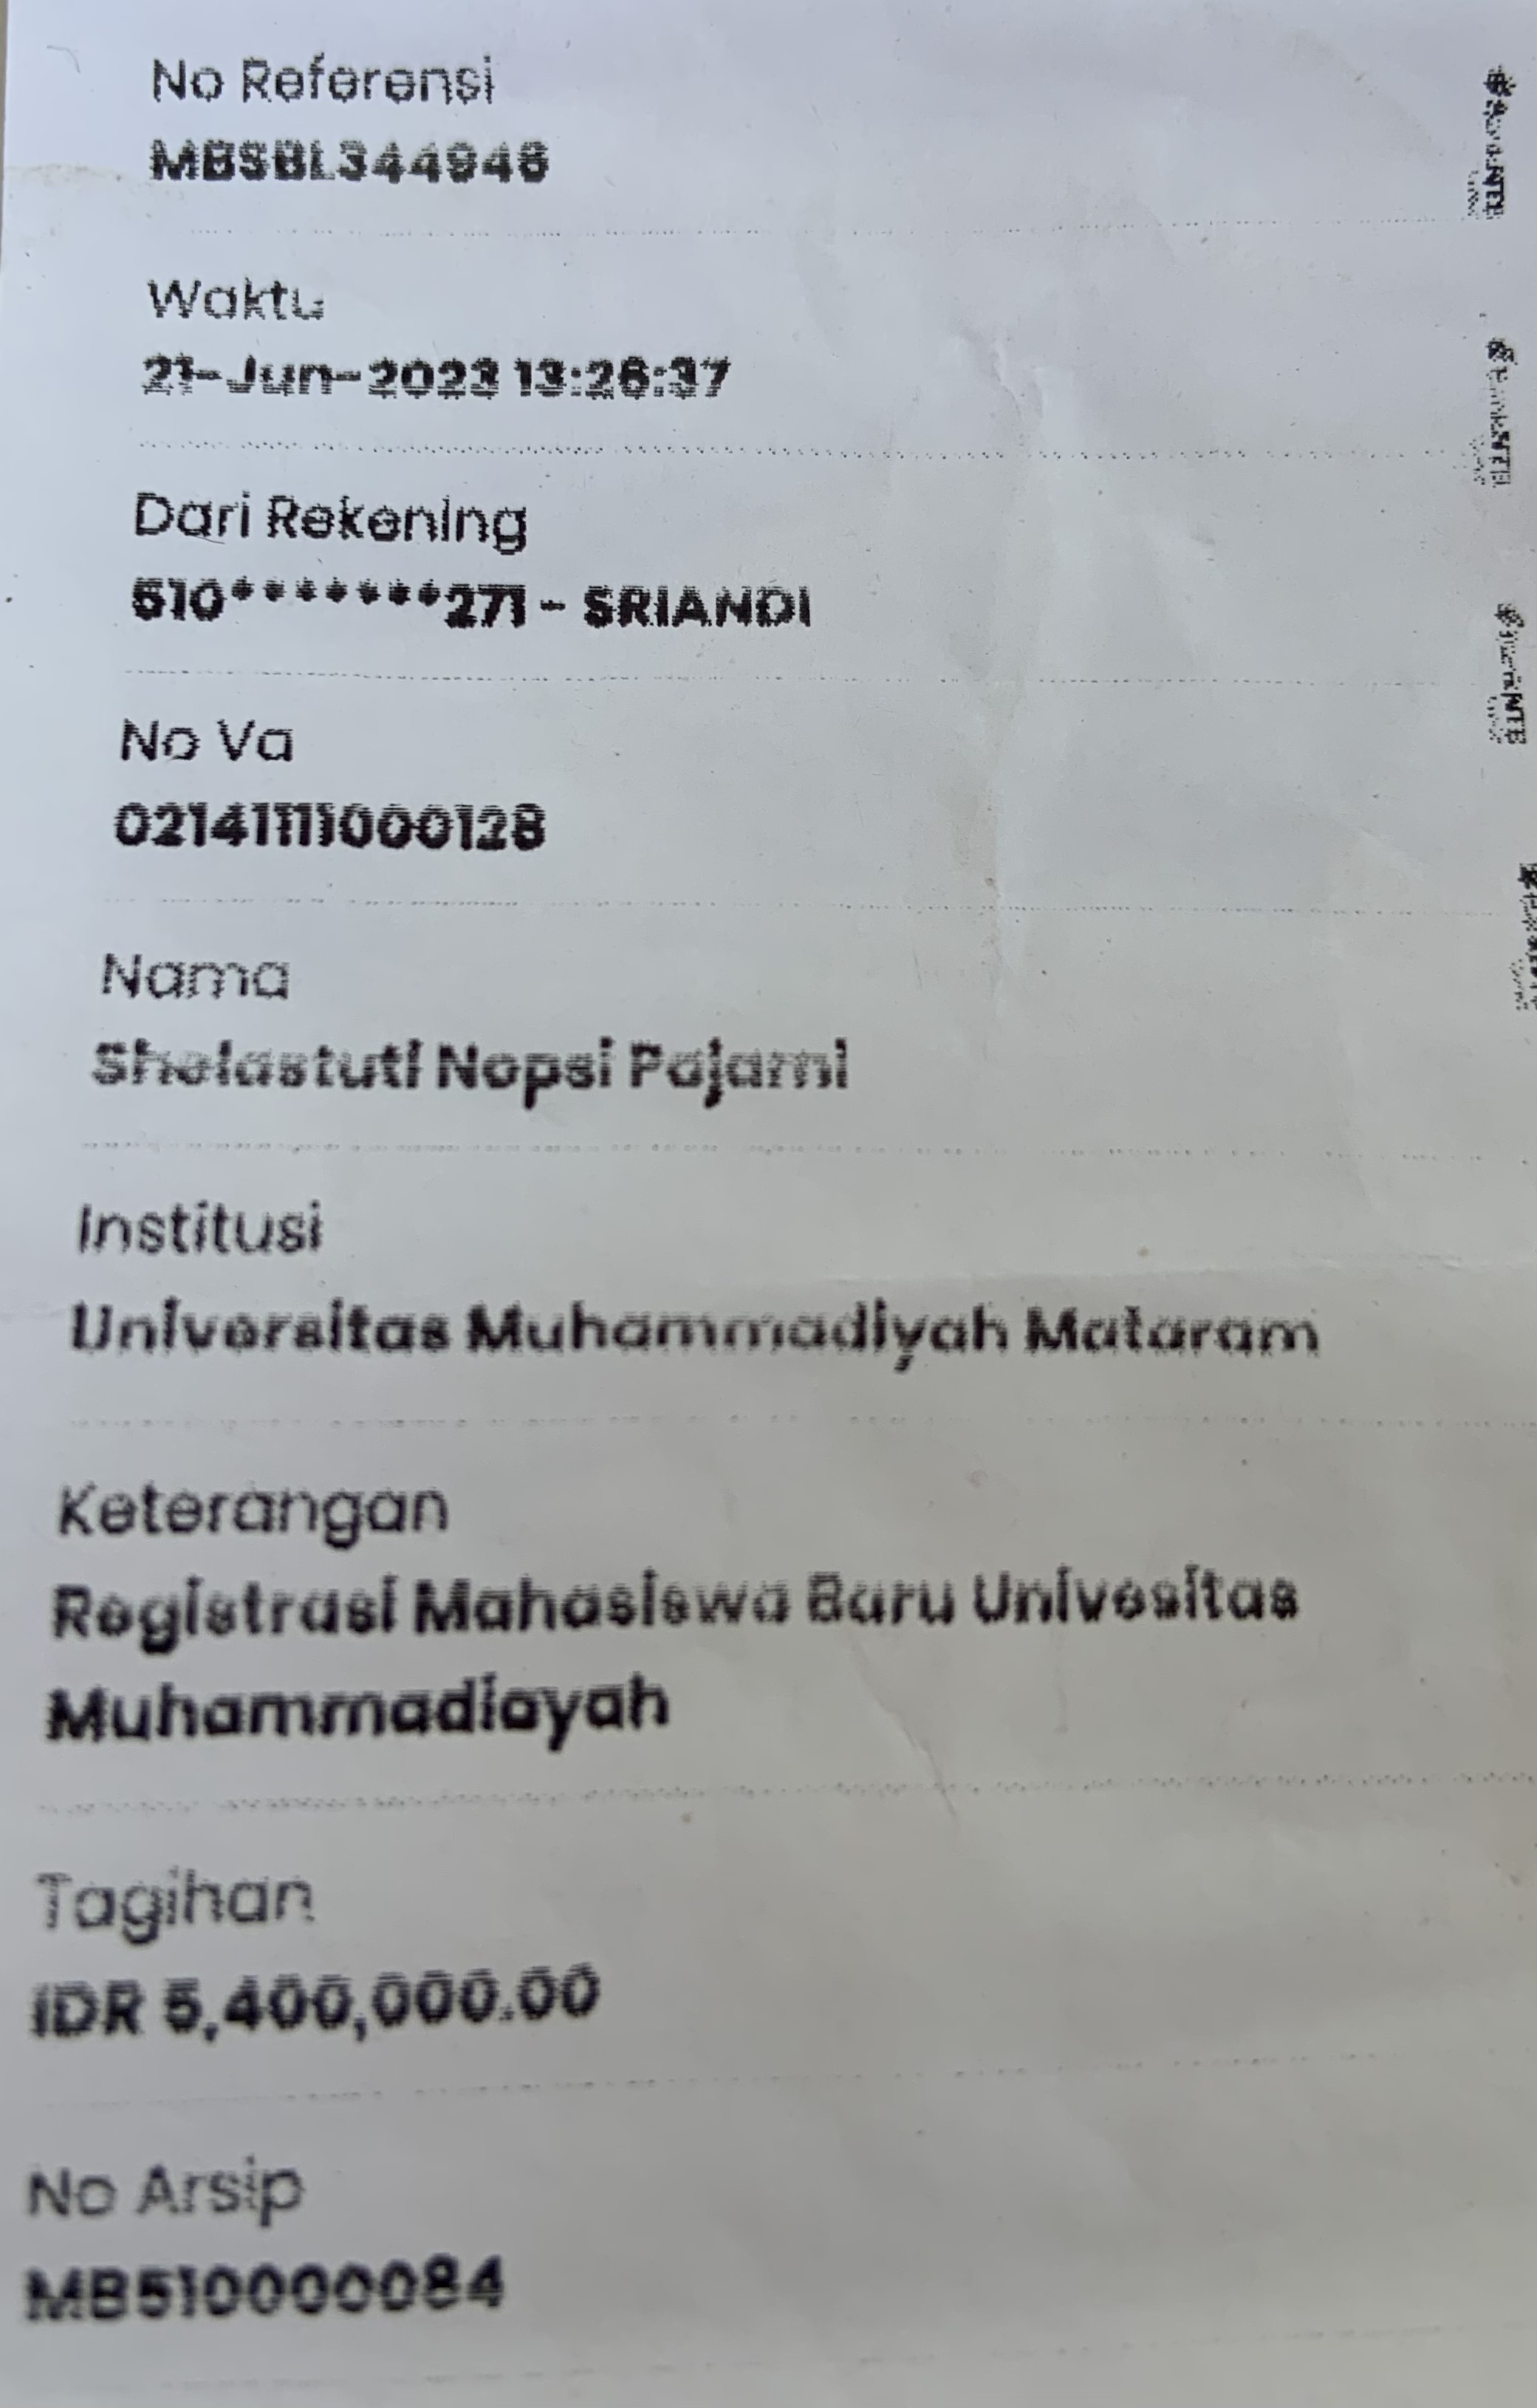 No Referensi
MBSBL344946
Waktu
21-Jun-2023 13:26:37
Dari Rekening
510*******271 - SRIANDI
No Va
02141111000128
Nama
Shelastuti Nopsi Pajarni
Institusi
Universitas Muhammadiyah Mataram
Keterangan
Registrasi Mahasiswa Baru Univesitas
Muhammadiayah
Tagihan
IDR 5,400,000.00
No Arsip
MB510000084